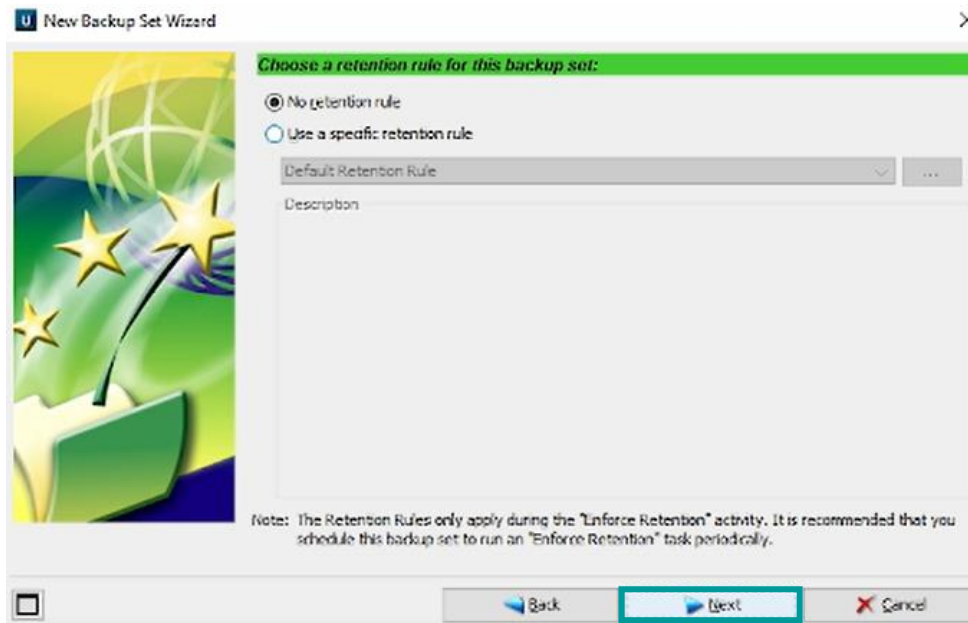 New Backup Set Wizard
Choose a retention rule for this backup set:
No retention rule
Use a specific retention rule
Default Retention Rule
...
Description
Note: The Retention Rules only apply during the "Enforce Retention" activity. It is recommended that you
schedule this backup set to run an "Enforce Retention" task periodically.
Back
Next
Cancel